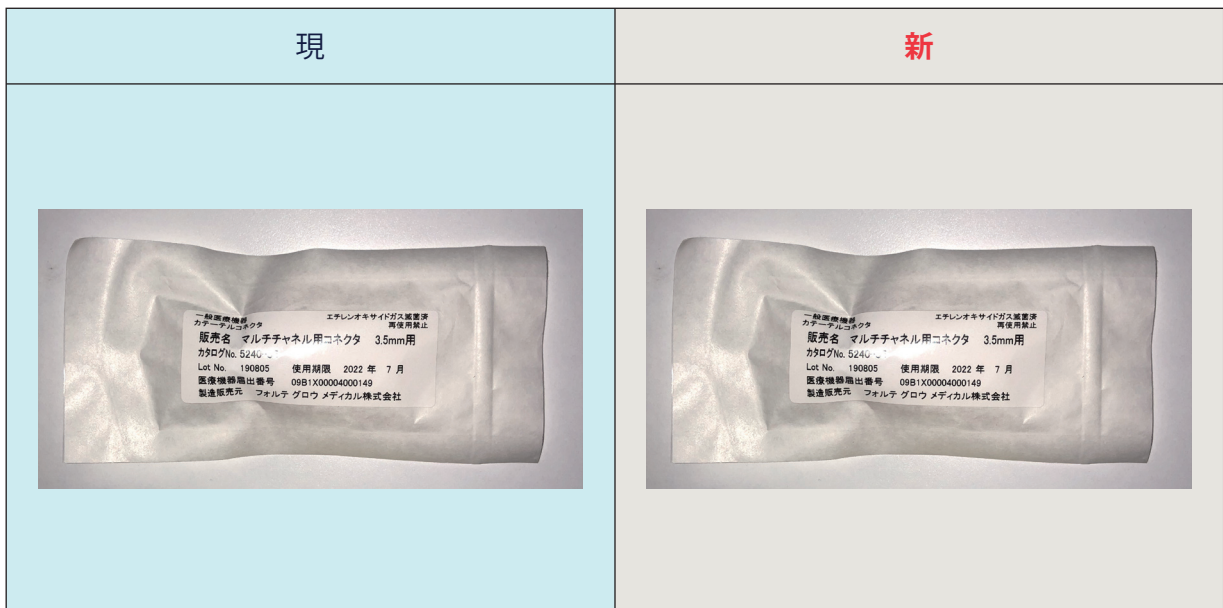 現
新
一般医療機器 エチレンオキサイドガス滅菌済
カテーテルコネクタ 再使用禁止
販売名 マルチチャネル用コネクタ 3.5mm用
カタログNo. 5240-
Lot No. 190805 使用期限 2022 年 7 月
医療機器届出番号 09B1X00004000149
製造販売元 フォルテ グロウ メディカル株式会社
一般医療機器 エチレンオキサイドガス滅菌済
カテーテルコネクタ 再使用禁止
販売名 マルチチャネル用コネクタ 3.5mm用
カタログNo. 5240-
Lot No. 190805 使用期限 2022 年 7 月
医療機器届出番号 09B1X00004000149
製造販売元 フォルテ グロウ メディカル株式会社